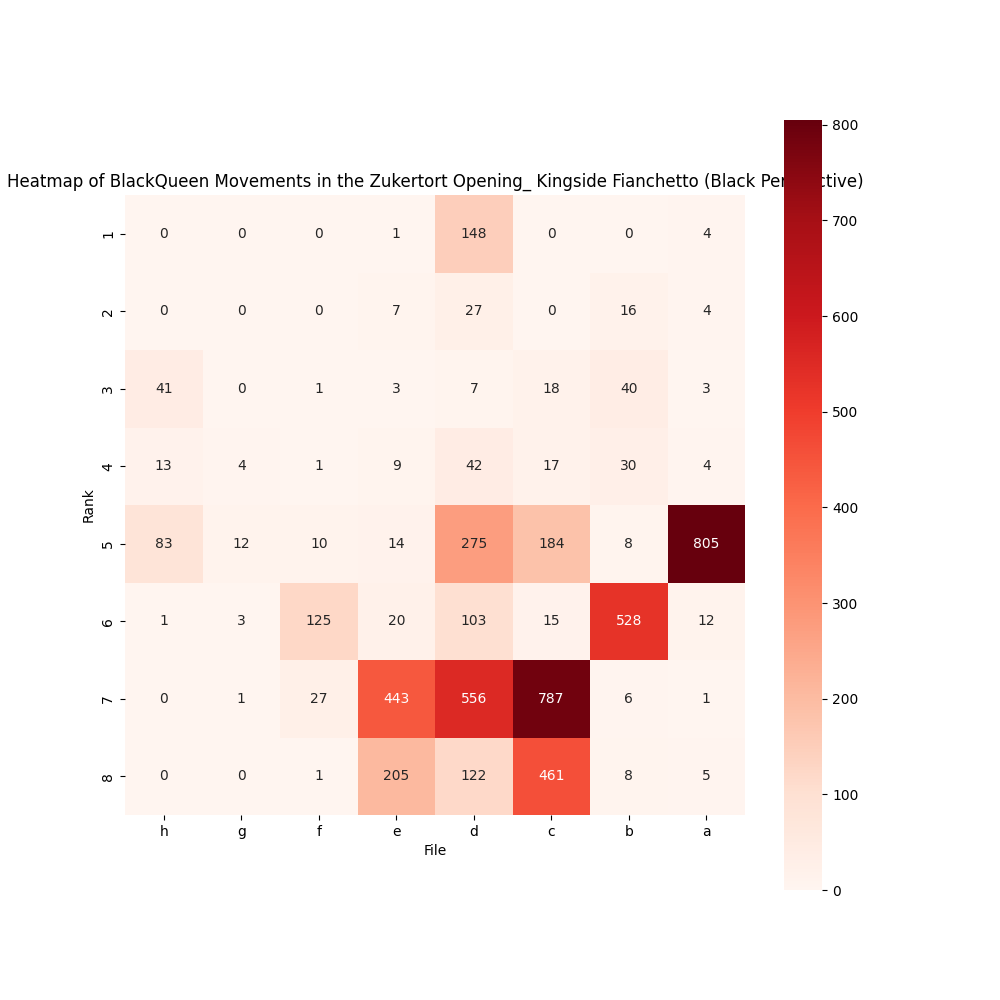 Heatmap of BlackQueen Movements in the Zukertort Opening_ Kingside Fianchetto (Black Perspective)
Rank
1 0 0 0 1 148 0 0 4
2 0 0 0 7 27 0 16 4
3 41 0 1 3 7 18 40 3
4 13 4 1 9 42 17 30 4
5 83 12 10 14 275 184 8 805
6 1 3 125 20 103 15 528 12
7 0 1 27 443 556 787 6 1
8 0 0 1 205 122 461 8 5
h g f e d c b a
File
800
700
600
500
400
300
200
100
0